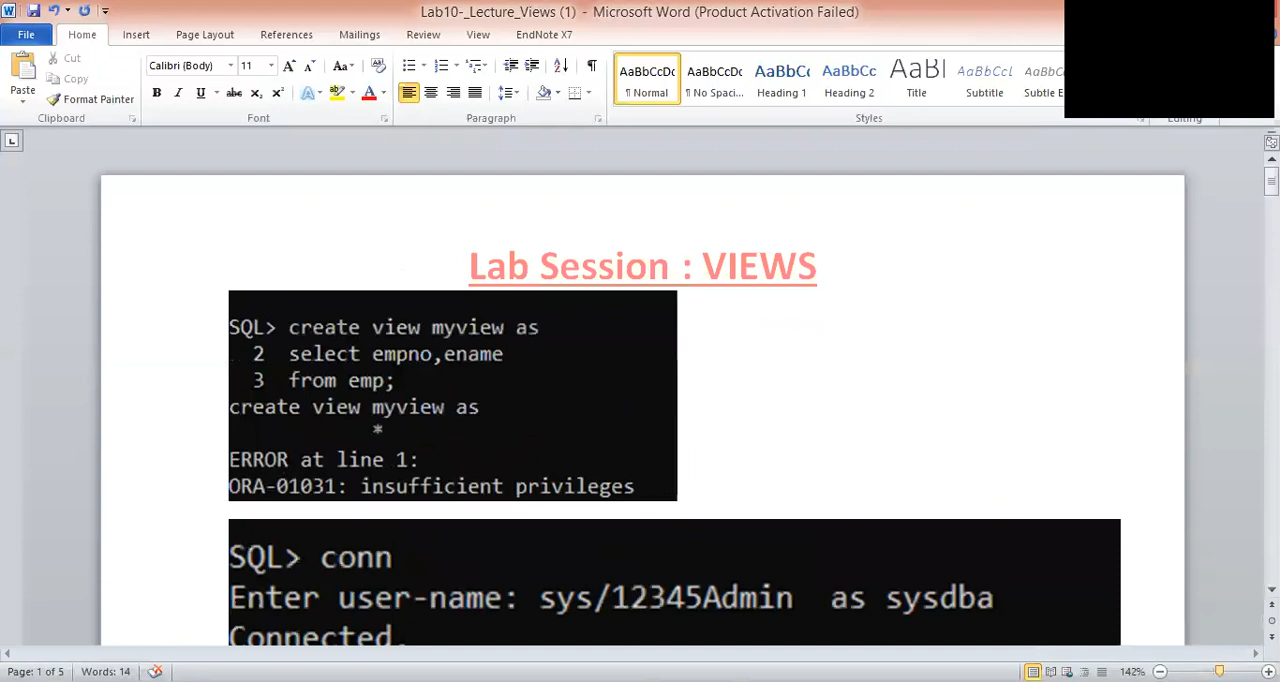 Lab10-_Lecture_Views (1) - Microsoft Word (Product Activation Failed)
File Home Insert Page Layout References Mailings Review View EndNote X7
Paste
Cut
Copy
Format Painter
Clipboard
Calibri (Body) 11
Font
Paragraph
AaBbCcDc AaBbCcDc AaBbCc AaBbCc AaBl AaBbCcL AaBbC
¶ Normal ¶ No Spaci... Heading 1 Heading 2 Title Subtitle Subtle E
Styles
Editing
Lab Session : VIEWS
SQL> create view myview as
2 select empno,ename
3 from emp;
create view myview as
*
ERROR at line 1:
ORA-01031: insufficient privileges
SQL> conn
Enter user-name: sys/12345Admin as sysdba
Connected.
Page: 1 of 5 Words: 14 142%